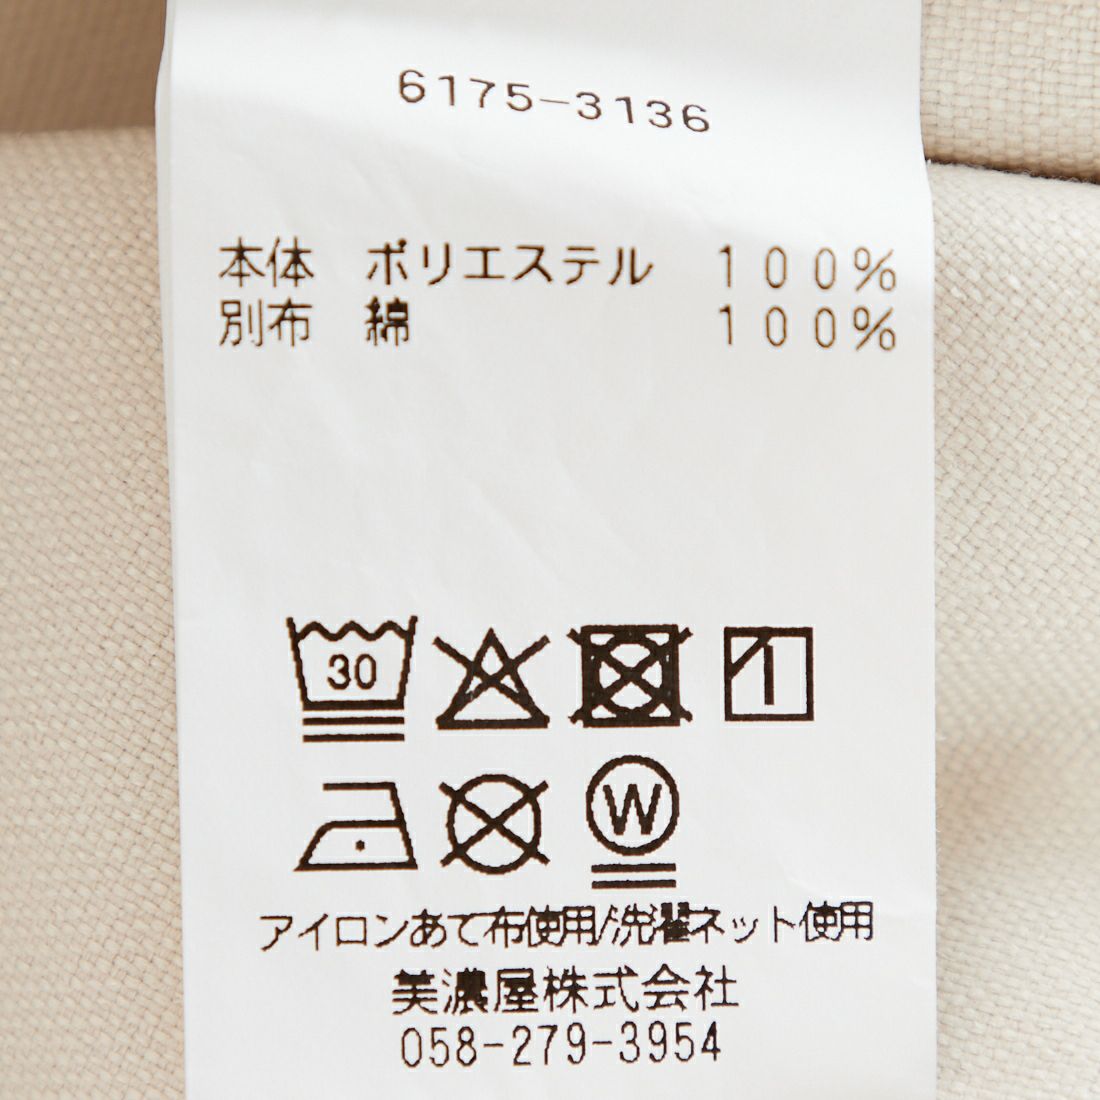 6175-3136
本体 ポリエステル 100%
別布 綿 100%
30
W
アイロンあて布使用/洗濯ネット使用
美濃屋株式会社
058-279-3954